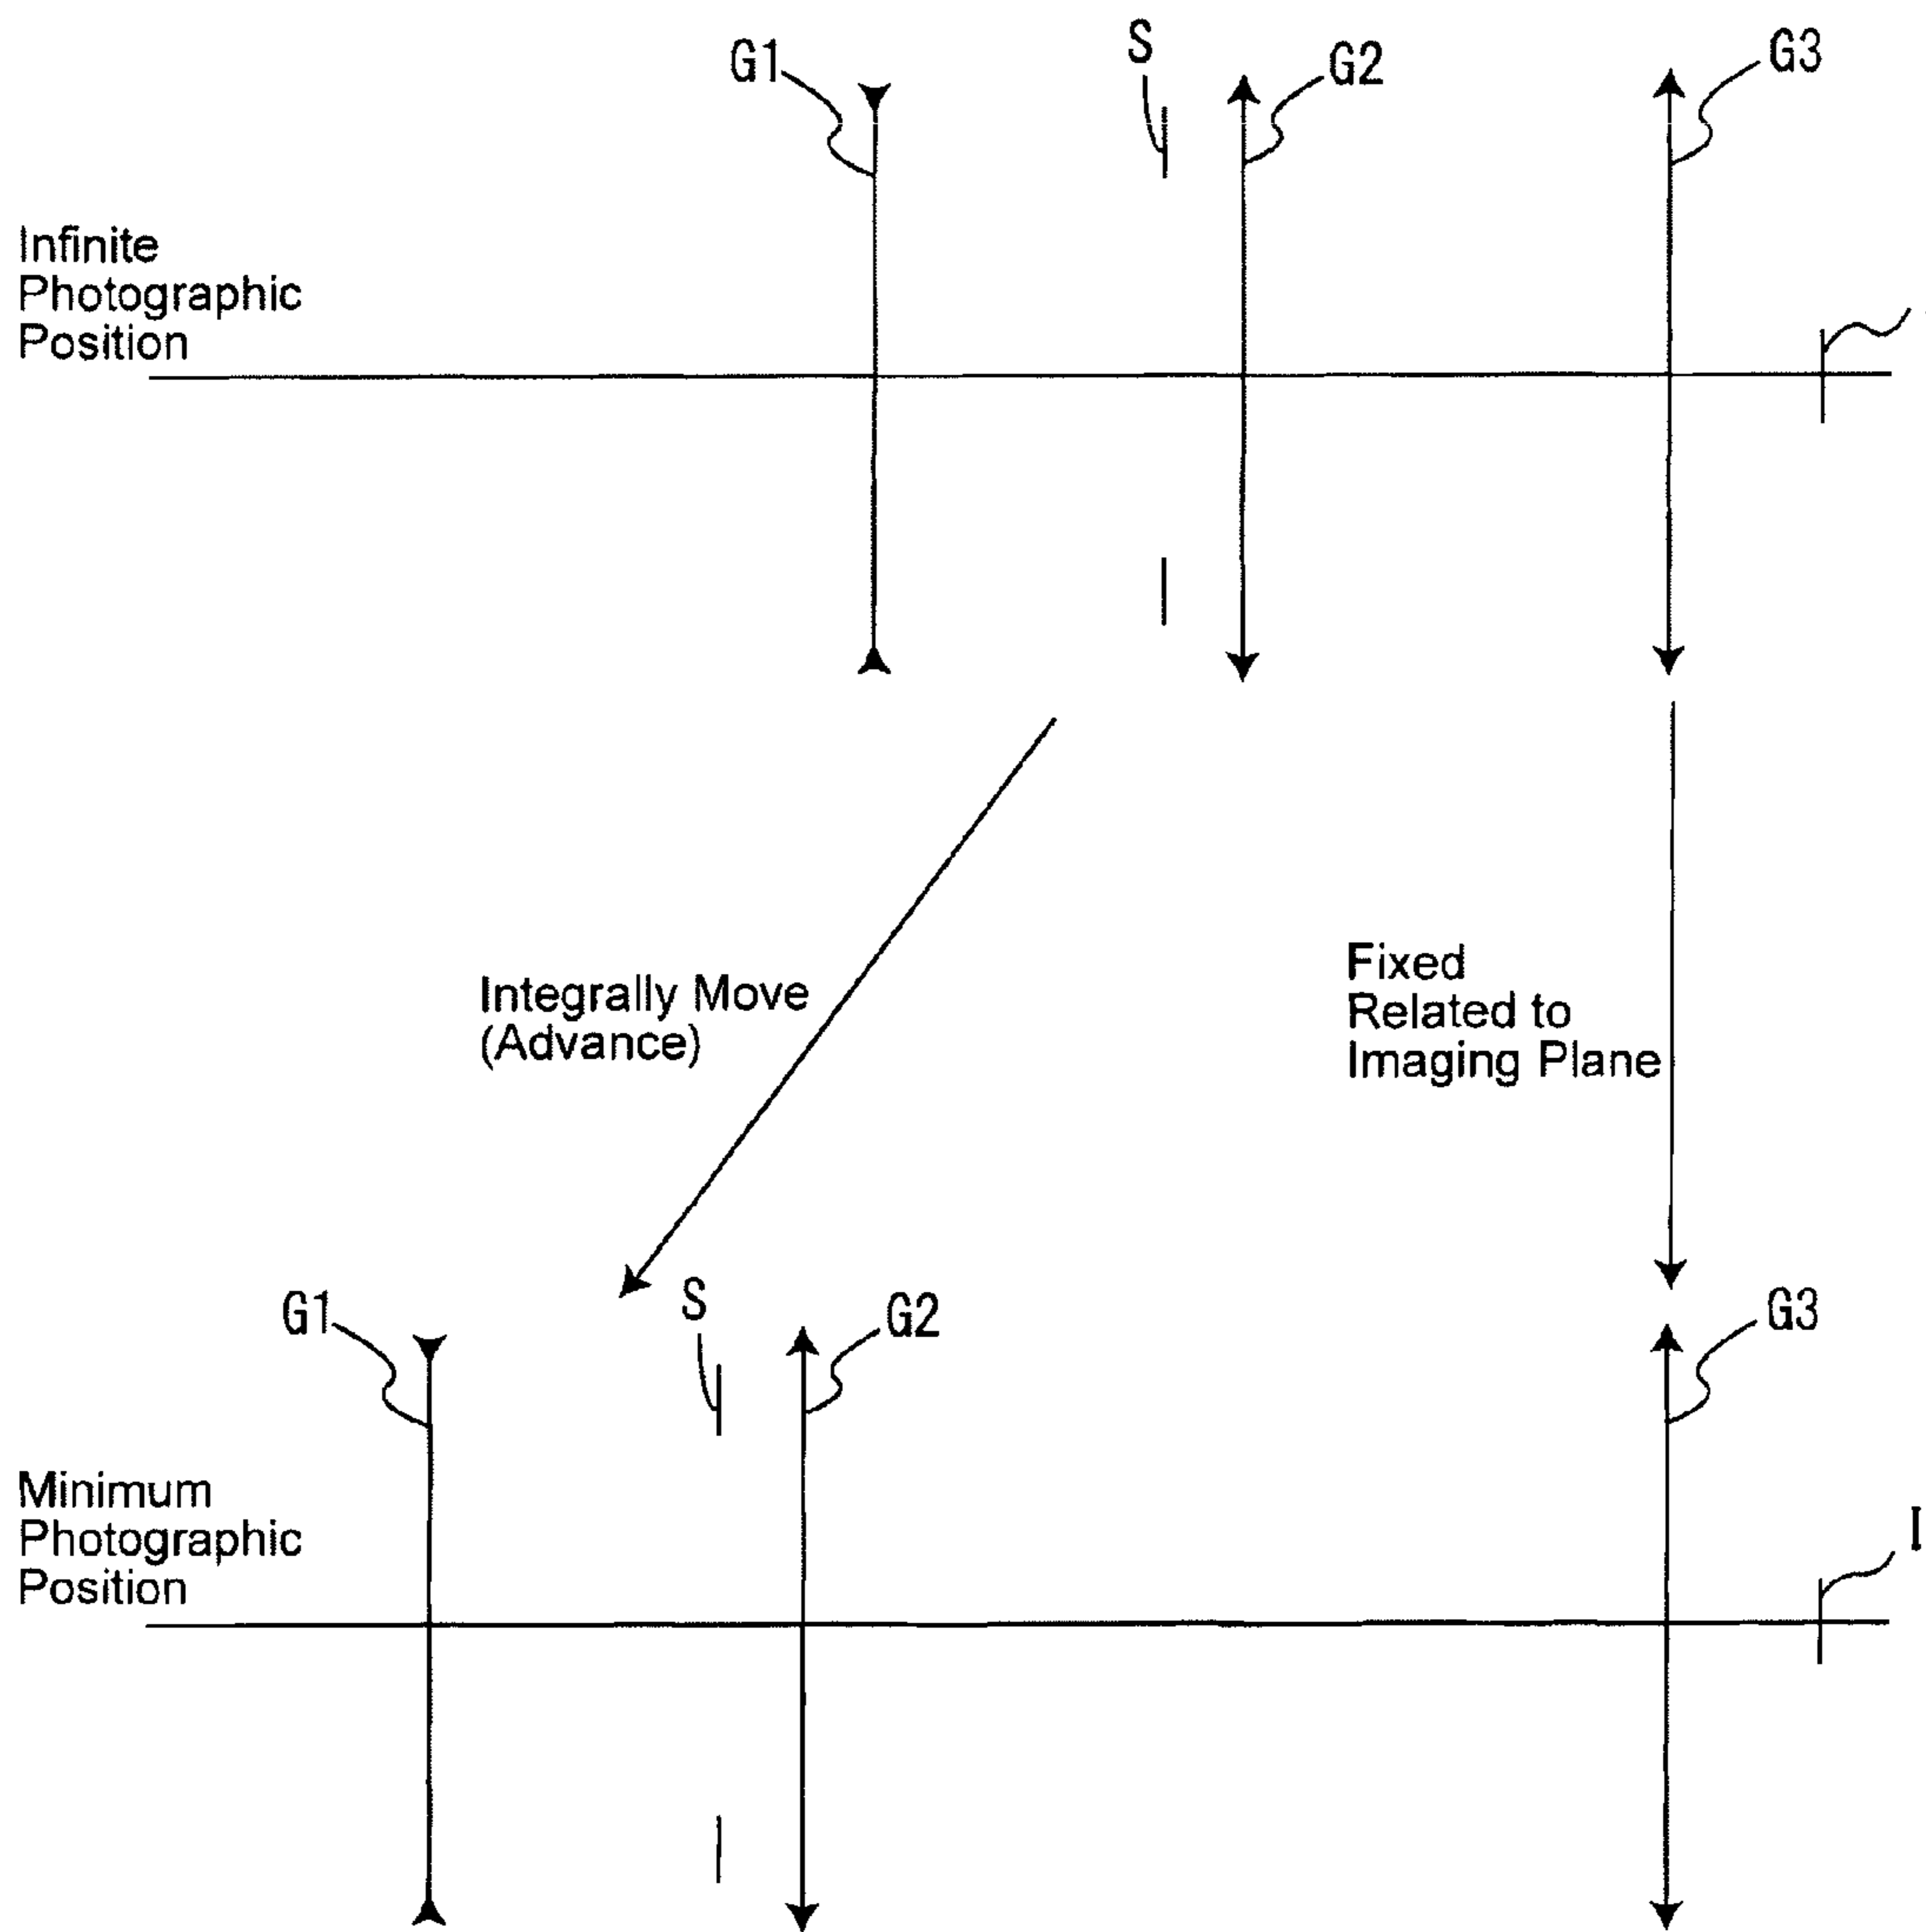 G1
S
G2
G3
Infinite
Photographic
Position
Integrally Move
(Advance)
Fixed
Related to
Imaging Plane
G1
S
G2
G3
Minimum
Photographic
Position
I